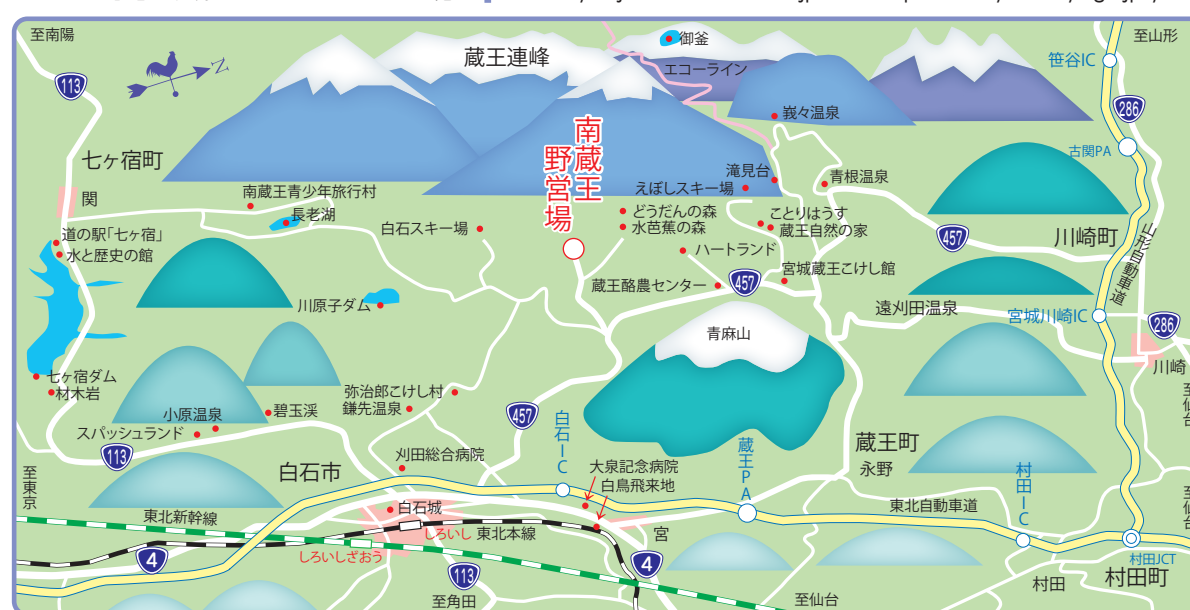 至南陽
113
N
蔵王連峰
御釜
エコーライン
至山形
笹谷IC
286
峩々温泉
古関PA
七ヶ宿町
関
南蔵王
野営場
滝見台
えぼしスキー場
青根温泉
南蔵王青少年旅行村
長老湖
白石スキー場
どうだんの森
水芭蕉の森
ことりはうす
蔵王自然の家
457
川崎町
山形自動車道
道の駅「七ヶ宿」
水と歴史の館
ハートランド
宮城蔵王こけし館
蔵王酪農センター
457
川原子ダム
遠刈田温泉
宮城川崎IC
286
青麻山
川崎
至仙台
七ヶ宿ダム
材木岩
弥治郎こけし村
鎌先温泉
小原温泉
碧玉渓
スパッシュランド
457
白石IC
蔵王PA
蔵王町
永野
113
白石市
刈田総合病院
大泉記念病院
白鳥飛来地
村田IC
至東京
白石城
東北新幹線
しろいし
東北本線
宮
東北自動車道
至仙台
しろいしざおう
4
113
4
村田JCT
村田
村田町
至角田
至仙台